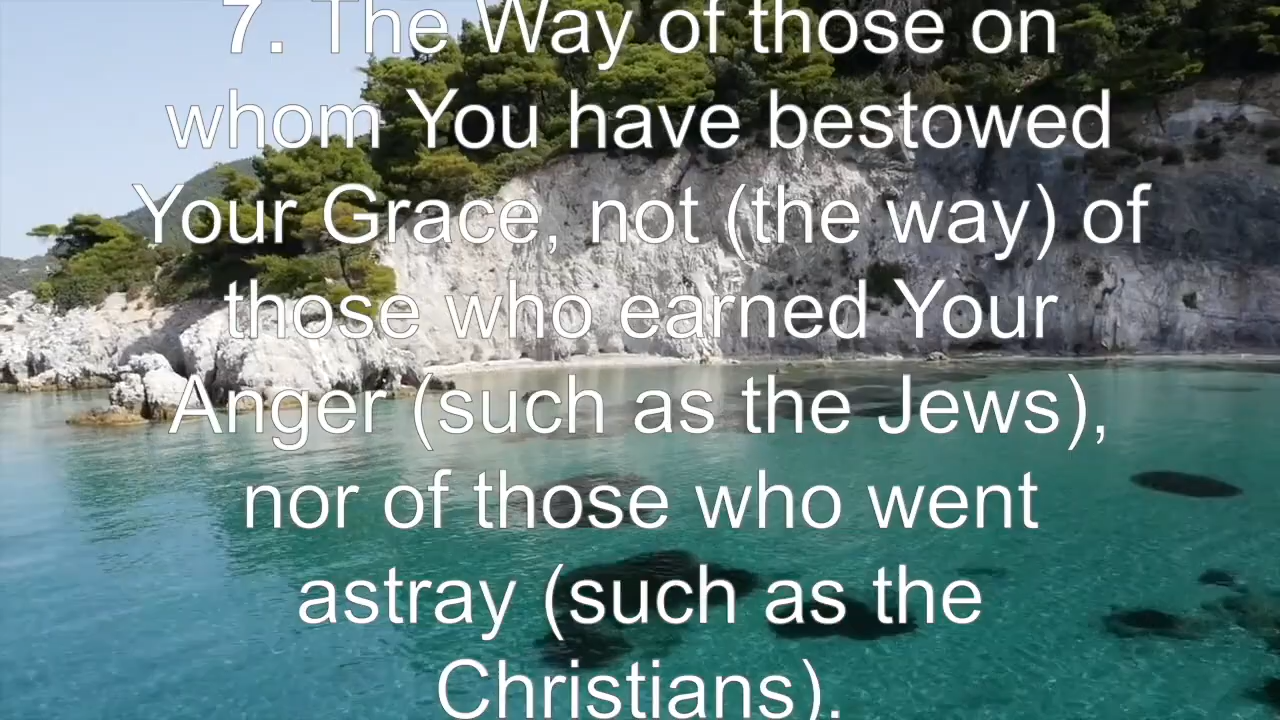 7. The Way of those on
whom You have bestowed
Your Grace, not (the way) of
those who earned Your
Anger (such as the Jews),
nor of those who went
astray (such as the
Christians).